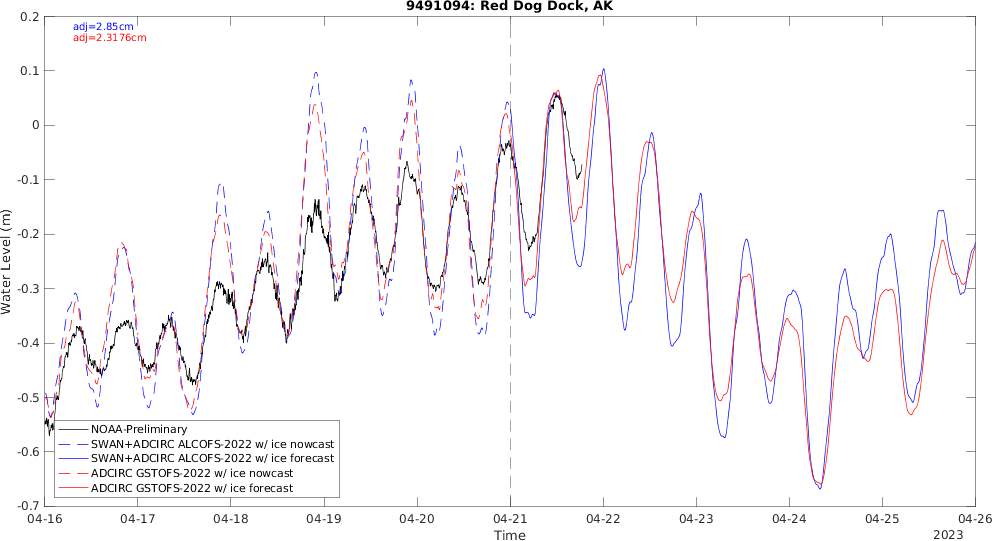 9491094: Red Dog Dock, AK
adj=2.85cm
adj=2.3176cm
Water Level (m)
0.2
0.1
0
-0.1
-0.2
-0.3
-0.4
-0.5
-0.6
-0.7
NOAA-Preliminary
SWAN+ADCIRC ALCOFS-2022 w/ ice nowcast
SWAN+ADCIRC ALCOFS-2022 w/ ice forecast
ADCIRC GSTOFS-2022 w/ ice nowcast
ADCIRC GSTOFS-2022 w/ ice forecast
04-16 04-17 04-18 04-19 04-20 04-21 04-22 04-23 04-24 04-25 04-26
Time
2023